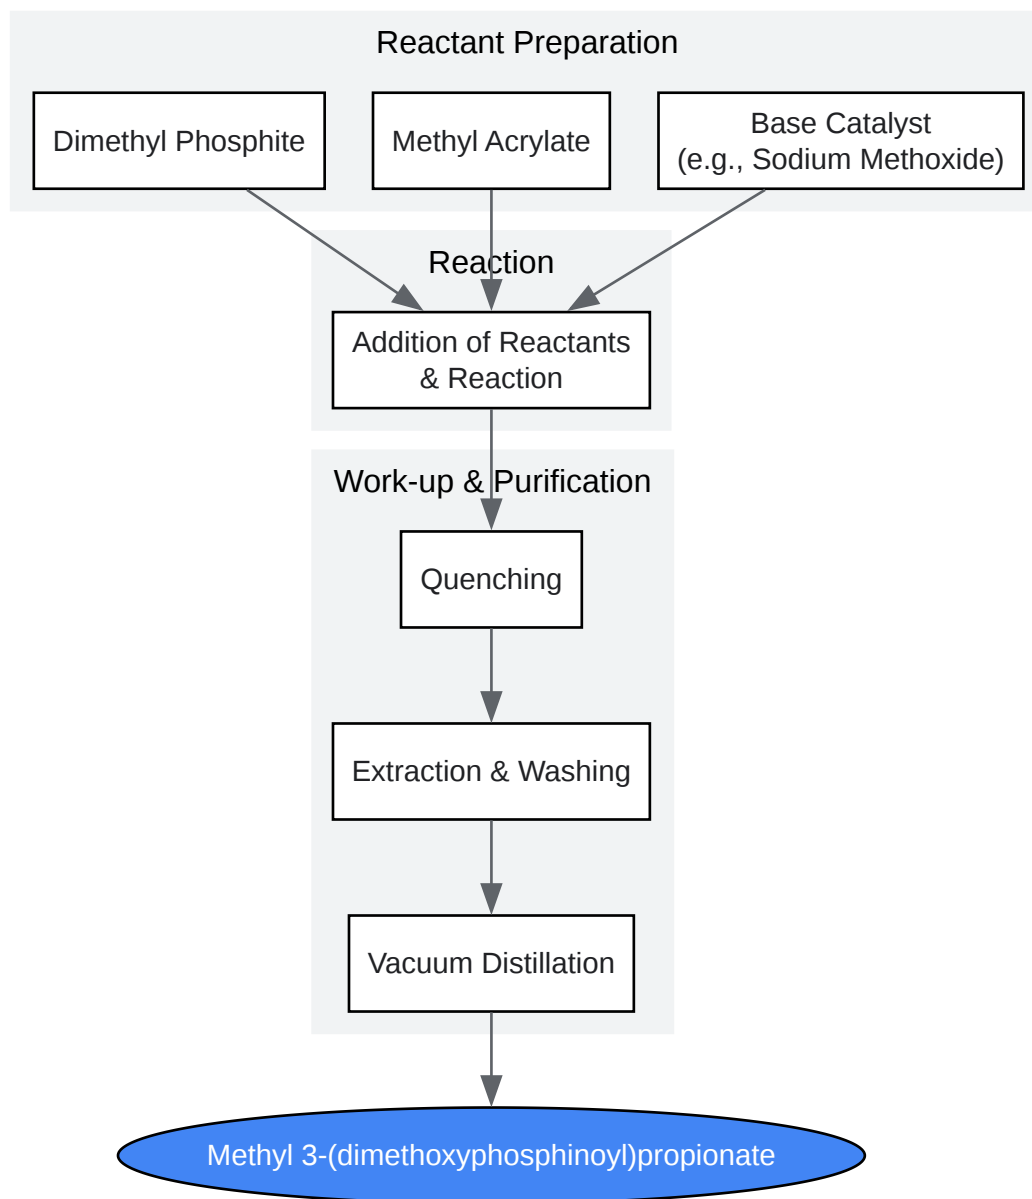 Reactant Preparation
Dimethyl Phosphite
Methyl Acrylate
Base Catalyst
(e.g., Sodium Methoxide)
Reaction
Addition of Reactants
& Reaction
Work-up & Purification
Quenching
Extraction & Washing
Vacuum Distillation
Methyl 3-(dimethoxyphosphinoyl)propionate